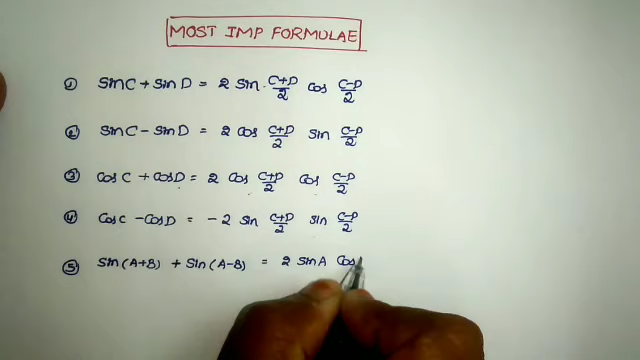 MOST IMP FORMULAE
① sinC + sinD = 2 sin (C+D)/2 cos (C-D)/2
② sinC - sinD = 2 cos (C+D)/2 sin (C-D)/2
③ cosC + cosD = 2 cos (C+D)/2 cos (C-D)/2
④ cosC - cosD = -2 sin (C+D)/2 sin (C-D)/2
⑤ sin(A+B) + sin(A-B) = 2 sinA cos